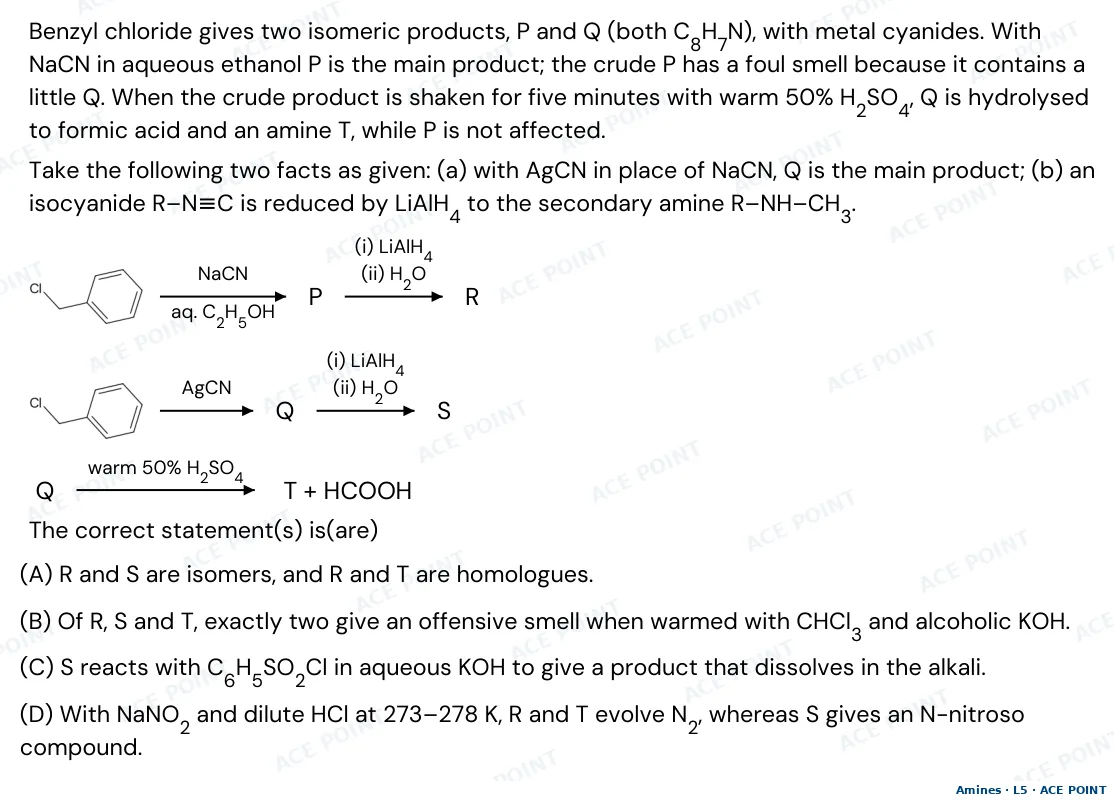 Benzyl chloride gives two isomeric products, P and Q (both C₈H₇N), with metal cyanides. With
NaCN in aqueous ethanol P is the main product; the crude P has a foul smell because it contains a
little Q. When the crude product is shaken for five minutes with warm 50% H₂SO₄, Q is hydrolysed
to formic acid and an amine T, while P is not affected.
Take the following two facts as given: (a) with AgCN in place of NaCN, Q is the main product; (b) an
isocyanide R–N≡C is reduced by LiAlH₄ to the secondary amine R–NH–CH₃.
Cl NaCN aq. C₂H₅OH P (i) LiAlH₄ (ii) H₂O R
Cl AgCN Q (i) LiAlH₄ (ii) H₂O S
Q warm 50% H₂SO₄ T + HCOOH
The correct statement(s) is(are)
(A) R and S are isomers, and R and T are homologues.
(B) Of R, S and T, exactly two give an offensive smell when warmed with CHCl₃ and alcoholic KOH.
(C) S reacts with C₆H₅SO₂Cl in aqueous KOH to give a product that dissolves in the alkali.
(D) With NaNO₂ and dilute HCl at 273–278 K, R and T evolve N₂, whereas S gives an N-nitroso
compound.
Amines · L5 · ACE POINT